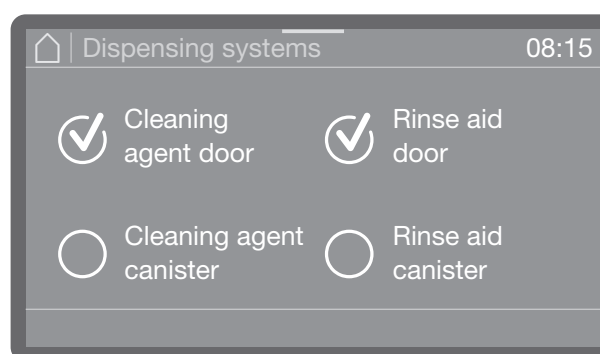 Dispensing systems 08:15
Cleaning
agent door
Rinse aid
door
Cleaning agent
canister
Rinse aid
canister